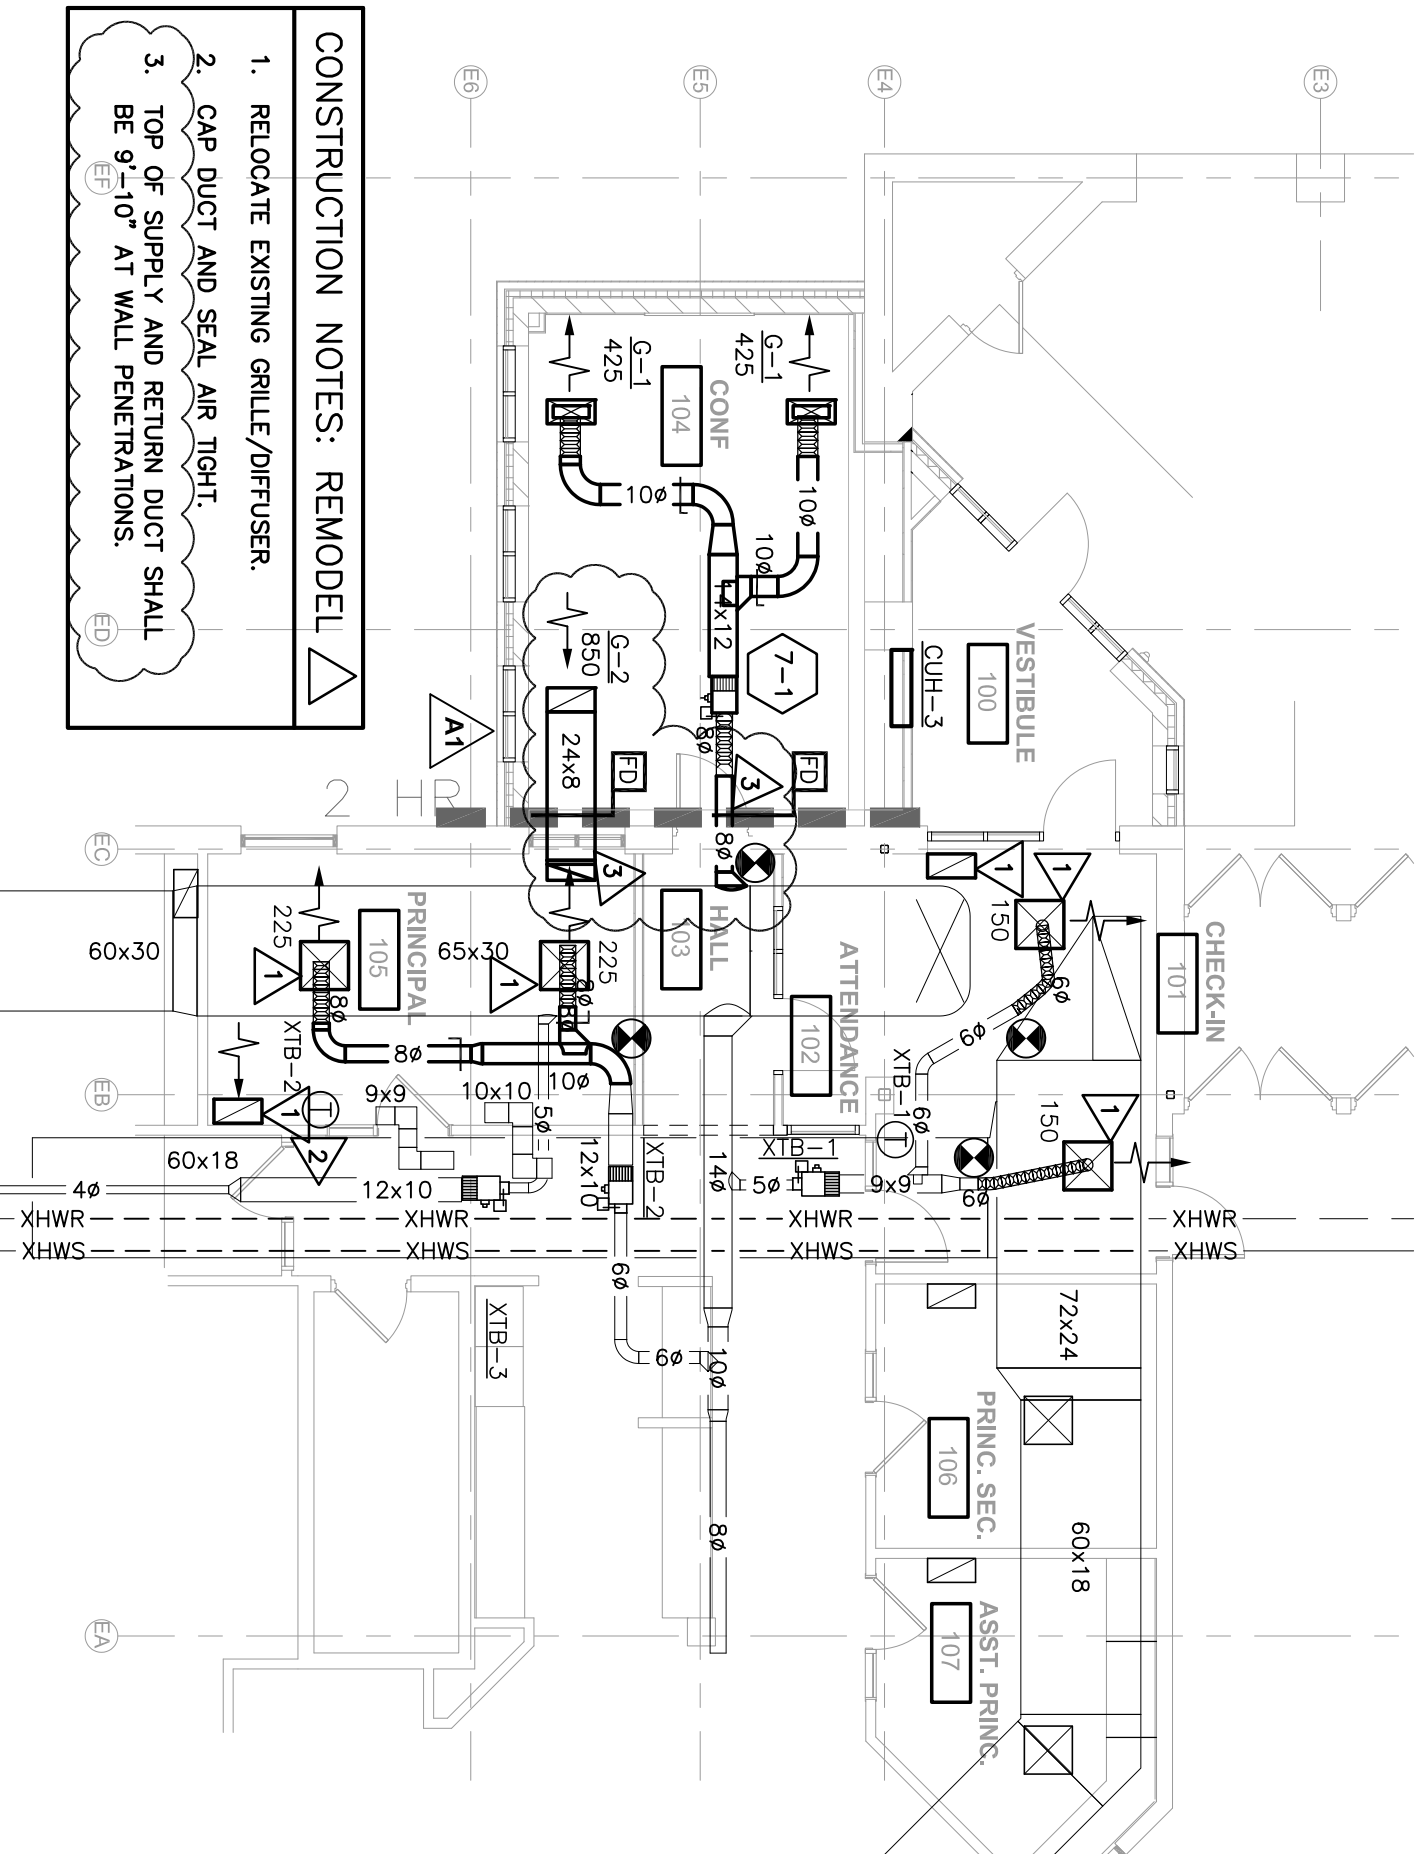 CONSTRUCTION NOTES: REMODEL
1. RELOCATE EXISTING GRILLE/DIFFUSER.
2. CAP DUCT AND SEAL AIR TIGHT.
3. TOP OF SUPPLY AND RETURN DUCT SHALL
BE 9'-10" AT WALL PENETRATIONS.
E3
E4
E5
E6
EF
ED
EC
EB
EA
VESTIBULE
100
CUH-3
CONF
104
G-1
425
G-1
425
10ø
10ø
10ø
14x12
7-1
G-2
850
24x8
8ø
8ø
FD
FD
3
3
A1
2 HR
CHECK-IN
101
150
1
1
6ø
6ø
XTB-1
6ø
T
150
1
6ø
9x9
ATTENDANCE
102
XTB-1
5ø
14ø
HALL
103
PRINCIPAL
105
65x30
60x30
225
1
225
1
8ø
8ø
8ø
8ø
10ø
XTB-2
T
1
2
9x9
10x10
5ø
12x10
XTB-2
60x18
12x10
4ø
XHWR
XHWR
XHWR
XHWR
XHWS
XHWS
XHWS
XHWS
6ø
6ø
10ø
8ø
XTB-3
72x24
60x18
PRINC. SEC.
106
ASST. PRINC.
107